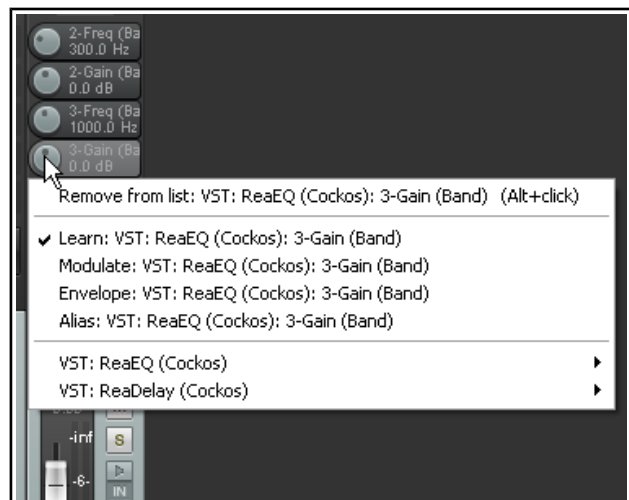 2-Freq (Ba
300.0 Hz
2-Gain (Ba
0.0 dB
3-Freq (Ba
1000.0 Hz
3-Gain (Ba
0.0 dB
Remove from list: VST: ReaEQ (Cockos): 3-Gain (Band) (Alt+click)
Learn: VST: ReaEQ (Cockos): 3-Gain (Band)
Modulate: VST: ReaEQ (Cockos): 3-Gain (Band)
Envelope: VST: ReaEQ (Cockos): 3-Gain (Band)
Alias: VST: ReaEQ (Cockos): 3-Gain (Band)
VST: ReaEQ (Cockos)
VST: ReaDelay (Cockos)
-inf
S
-6-
IN